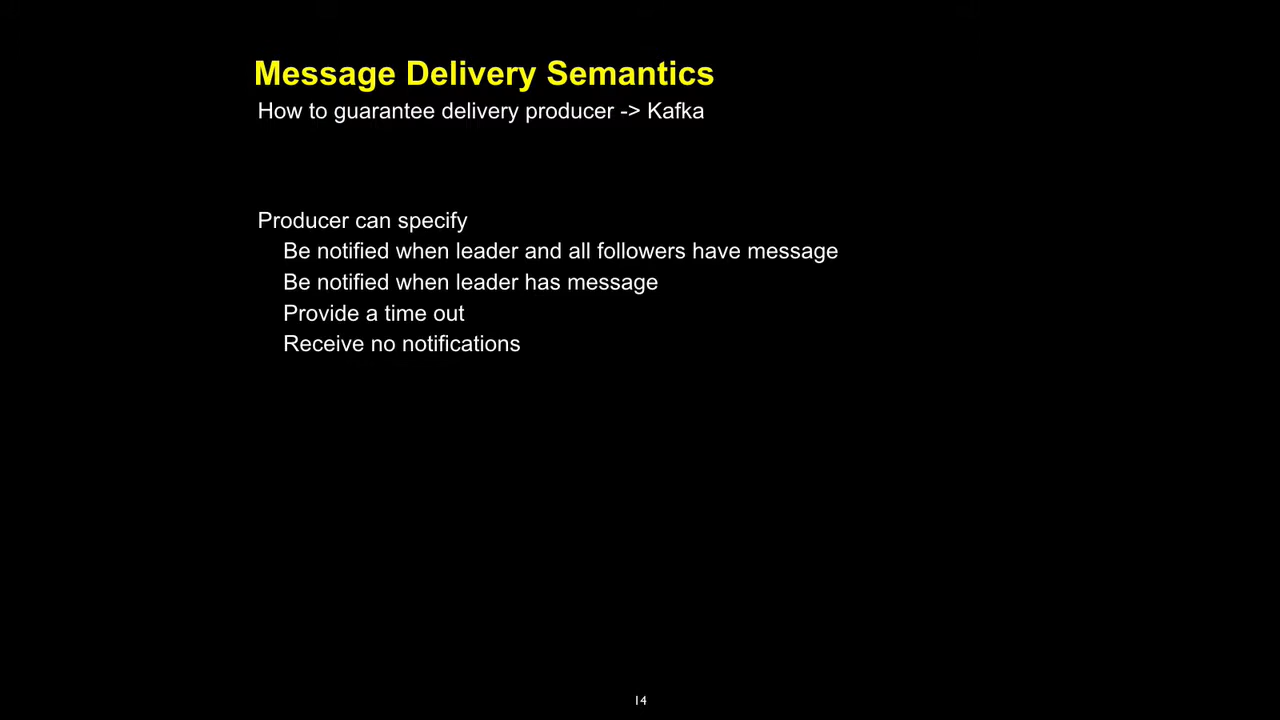 Message Delivery Semantics
How to guarantee delivery producer -> Kafka
Producer can specify
Be notified when leader and all followers have message
Be notified when leader has message
Provide a time out
Receive no notifications
14